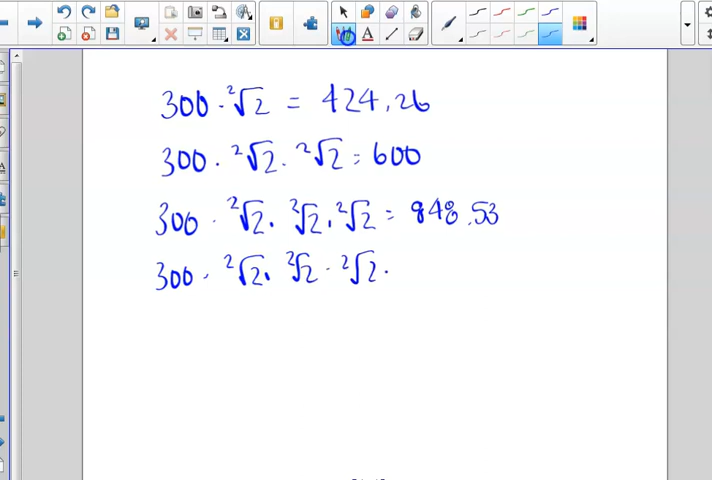 300 · ²√2 = 424,26
300 · ²√2 · ²√2 = 600
300 · ²√2 · ²√2 · ²√2 = 848.53
300 · ²√2 · ²√2 · ²√2 ·